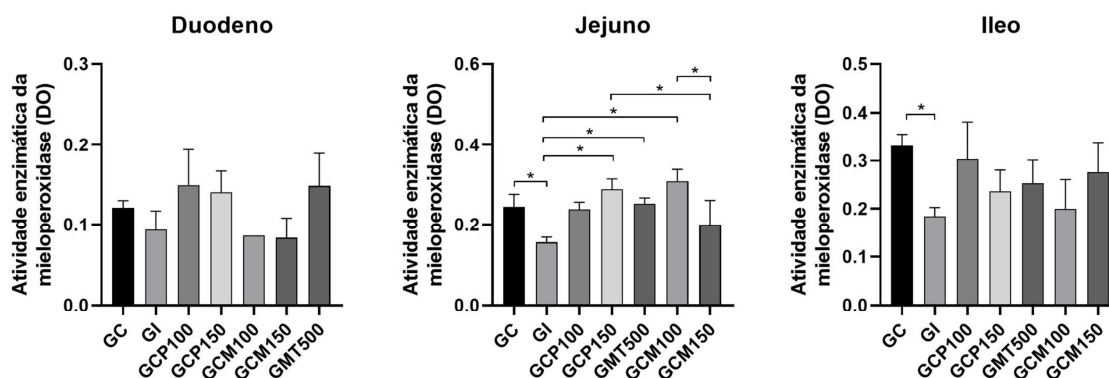 Duodeno
Atividade enzimática da
mieloperoxidase (DO)
0.3
0.2
0.1
0.0
GC
GI
GCP100
GCP150
GCM100
GCM150
GMT500
Jejuno
Atividade enzimática da
mieloperoxidase (DO)
0.6
0.4
0.2
0.0
*
*
*
*
*
*
GC
GI
GCP100
GCP150
GMT500
GCM100
GCM150
Ileo
Atividade enzimática da
mieloperoxidase (DO)
0.5
0.4
0.3
0.2
0.1
0.0
*
GC
GI
GCP100
GCP150
GMT500
GCM100
GCM150